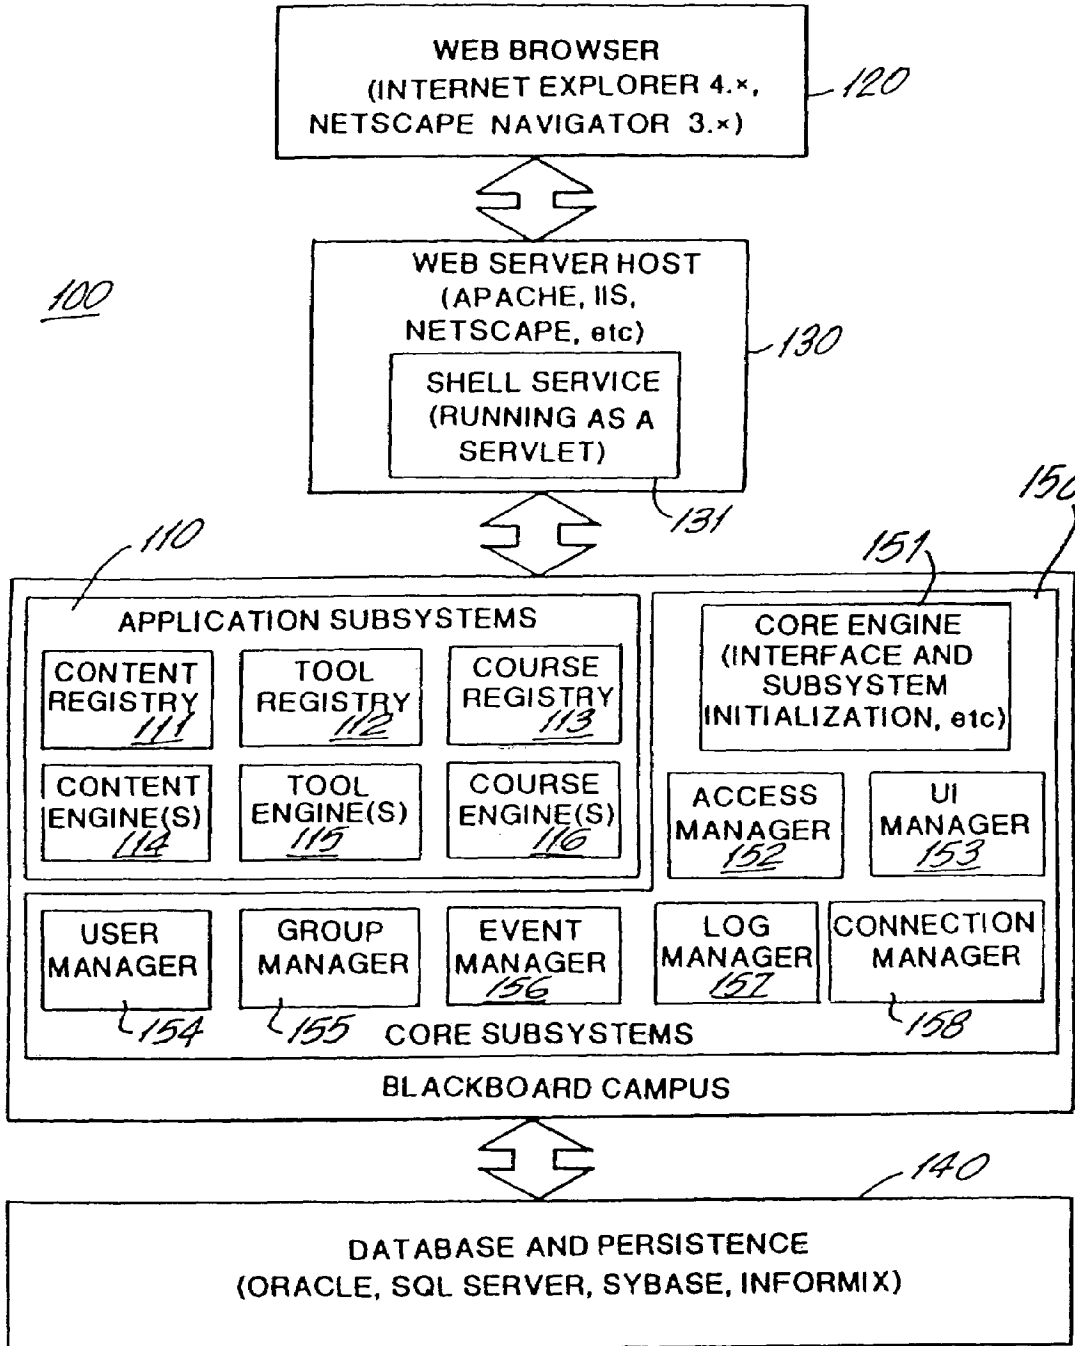 WEB BROWSER
(INTERNET EXPLORER 4.x,
NETSCAPE NAVIGATOR 3.x)
120
100
WEB SERVER HOST
(APACHE, IIS,
NETSCAPE, etc)
130
SHELL SERVICE
(RUNNING AS A
SERVLET)
131
110
150
151
APPLICATION SUBSYSTEMS
CONTENT
REGISTRY
111
TOOL
REGISTRY
112
COURSE
REGISTRY
113
CONTENT
ENGINE(S)
114
TOOL
ENGINE(S)
115
COURSE
ENGINE(S)
116
CORE ENGINE
(INTERFACE AND
SUBSYSTEM
INITIALIZATION, etc)
ACCESS
MANAGER
152
UI
MANAGER
153
USER
MANAGER
154
GROUP
MANAGER
155
EVENT
MANAGER
156
LOG
MANAGER
157
CONNECTION
MANAGER
158
CORE SUBSYSTEMS
BLACKBOARD CAMPUS
140
DATABASE AND PERSISTENCE
(ORACLE, SQL SERVER, SYBASE, INFORMIX)